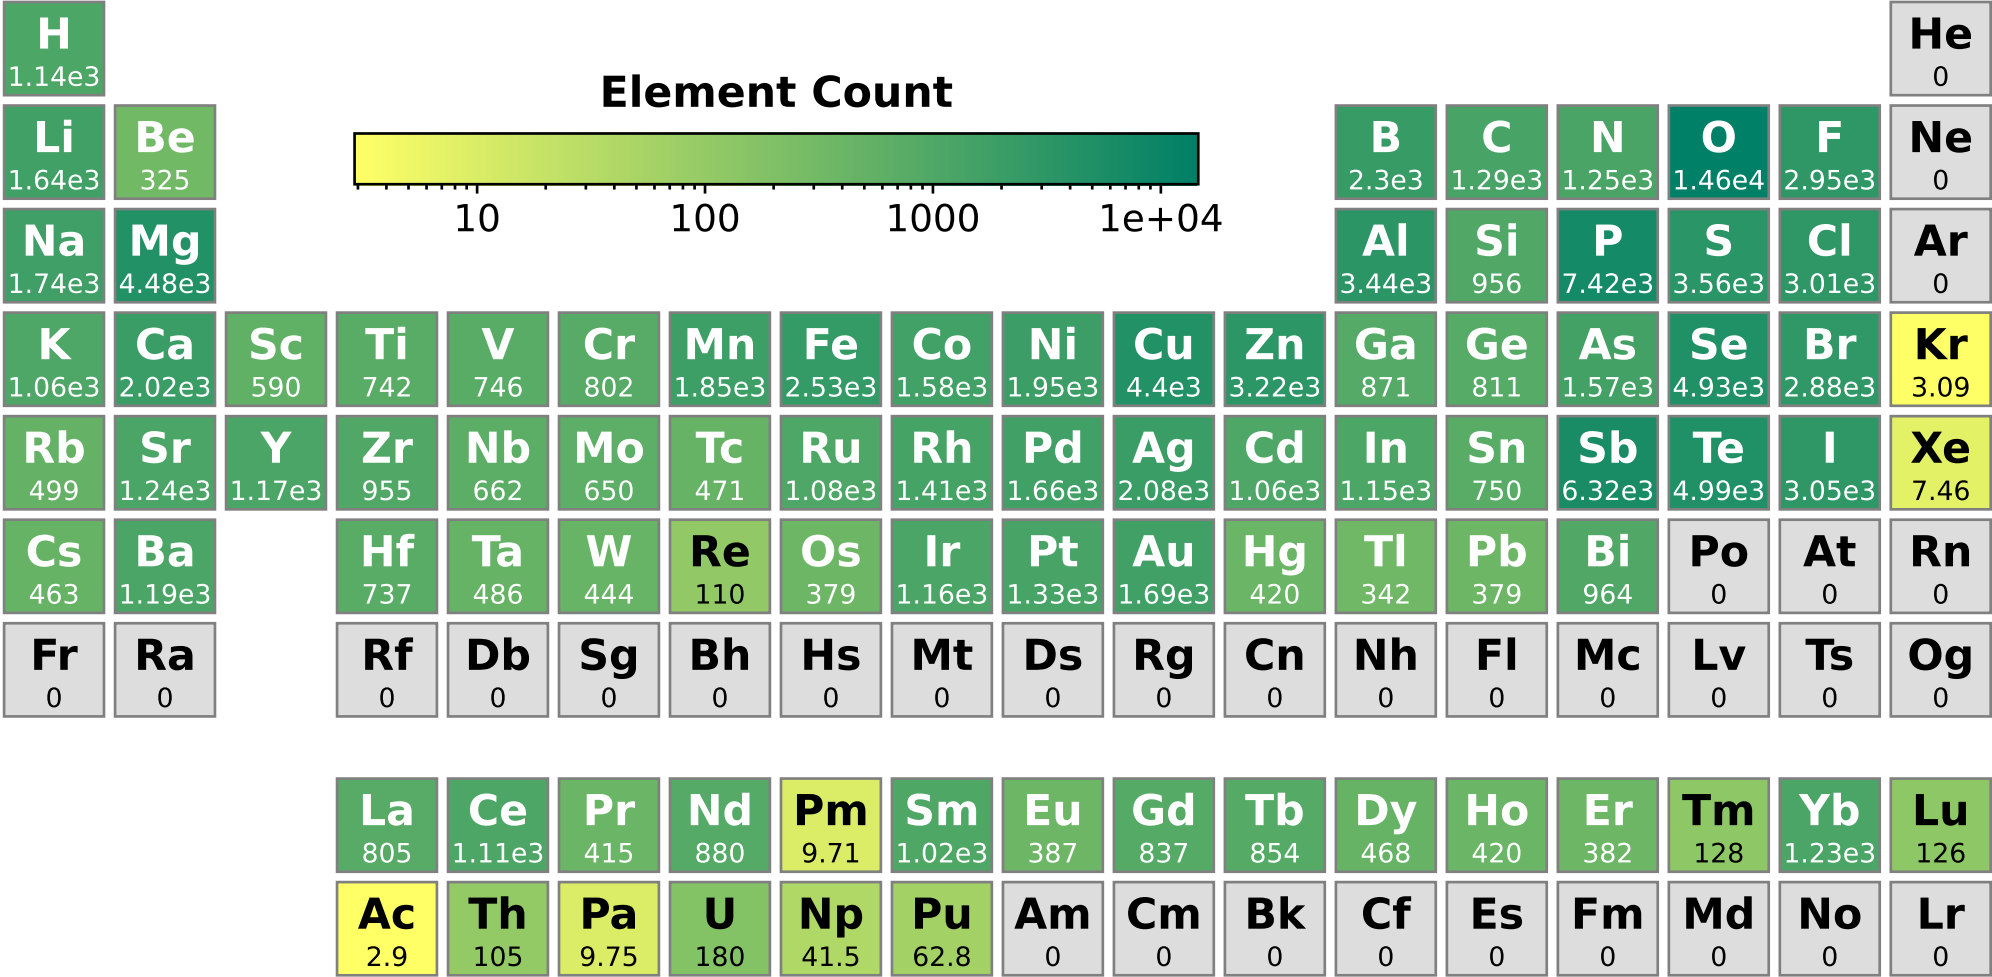 H He
1.14e3 0
Element Count
Li Be B C N O F Ne
1.64e3 325 2.3e3 1.29e3 1.25e3 1.46e4 2.95e3 0
10 100 1000 1e+04
Na Mg Al Si P S Cl Ar
1.74e3 4.48e3 3.44e3 956 7.42e3 3.56e3 3.01e3 0
K Ca Sc Ti V Cr Mn Fe Co Ni Cu Zn Ga Ge As Se Br Kr
1.06e3 2.02e3 590 742 746 802 1.85e3 2.53e3 1.58e3 1.95e3 4.4e3 3.22e3 871 811 1.57e3 4.93e3 2.88e3 3.09
Rb Sr Y Zr Nb Mo Tc Ru Rh Pd Ag Cd In Sn Sb Te I Xe
499 1.24e3 1.17e3 955 662 650 471 1.08e3 1.41e3 1.66e3 2.08e3 1.06e3 1.15e3 750 6.32e3 4.99e3 3.05e3 7.46
Cs Ba Hf Ta W Re Os Ir Pt Au Hg Tl Pb Bi Po At Rn
463 1.19e3 737 486 444 110 379 1.16e3 1.33e3 1.69e3 420 342 379 964 0 0 0
Fr Ra Rf Db Sg Bh Hs Mt Ds Rg Cn Nh Fl Mc Lv Ts Og
0 0 0 0 0 0 0 0 0 0 0 0 0 0 0 0 0
La Ce Pr Nd Pm Sm Eu Gd Tb Dy Ho Er Tm Yb Lu
805 1.11e3 415 880 9.71 1.02e3 387 837 854 468 420 382 128 1.23e3 126
Ac Th Pa U Np Pu Am Cm Bk Cf Es Fm Md No Lr
2.9 105 9.75 180 41.5 62.8 0 0 0 0 0 0 0 0 0